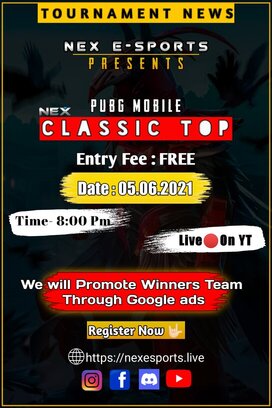 TOURNAMENT NEWS
NEX E-SPORTS
PRESENTS
PUBG MOBILE
NEX CLASSIC TOP
Entry Fee : FREE
Date : 05.06.2021
Time- 8:00 Pm
Live🔴On YT
We will Promote Winners Team
Through Google ads
Register Now 🤟
https://nexesports.live